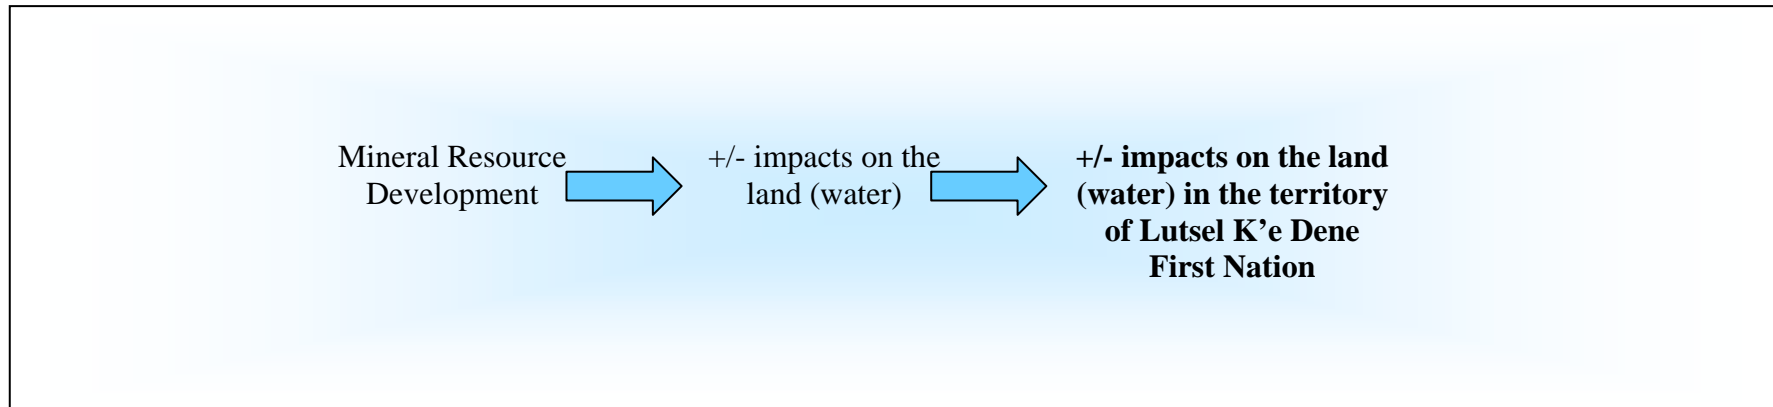 Mineral Resource
Development
+/- impacts on the
land (water)
+/- impacts on the land
(water) in the territory
of Lutsel K’e Dene
First Nation